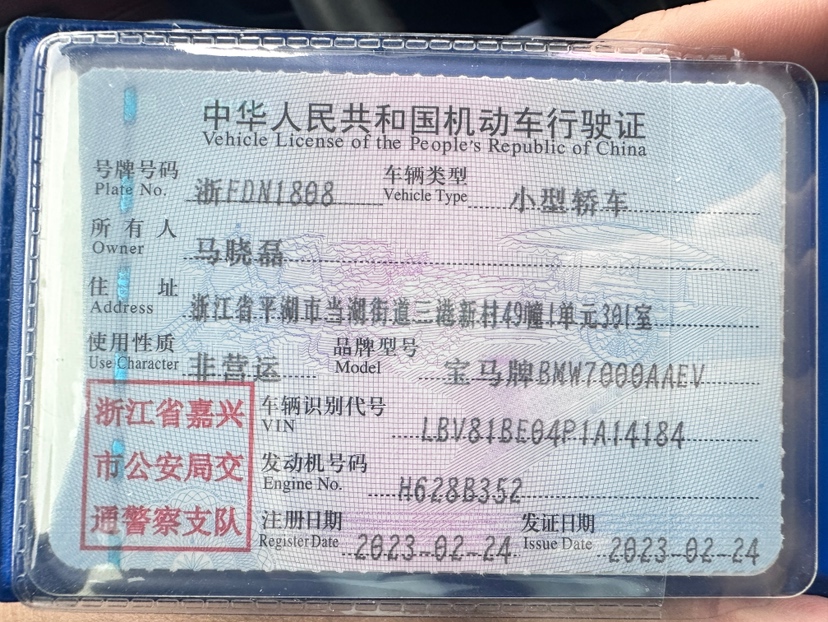 中华人民共和国机动车行驶证
Vehicle License of the People's Republic of China
号牌号码 浙FDN1808 车辆类型 小型轿车
Plate No. Vehicle Type
所有人 马晓磊
Owner
住址 浙江省平湖市当湖街道三港新村49幢1单元301室
Address
使用性质 非营运 品牌型号 宝马牌BMW7000AAEV
Use Character Model
浙江省嘉兴
市公安局交
通警察支队
车辆识别代号 LBV81BE04P1A14184
VIN
发动机号码 H628B352
Engine No.
注册日期 2023-02-24 发证日期 2023-02-24
Register Date Issue Date